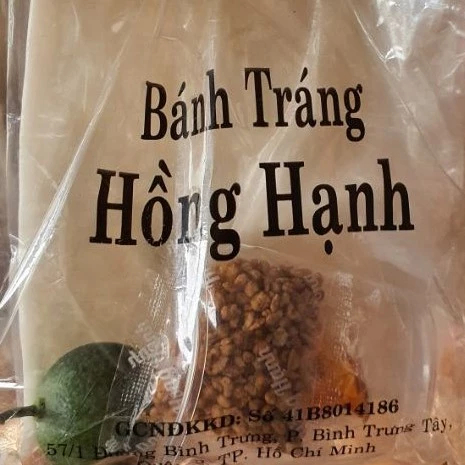 Bánh Tráng
Hồng Hạnh
GCNĐKKD: Số 41B8014186
57/1 Đường Bình Trưng, P. Bình Trưng Tây,
TP. Hồ Chí Minh